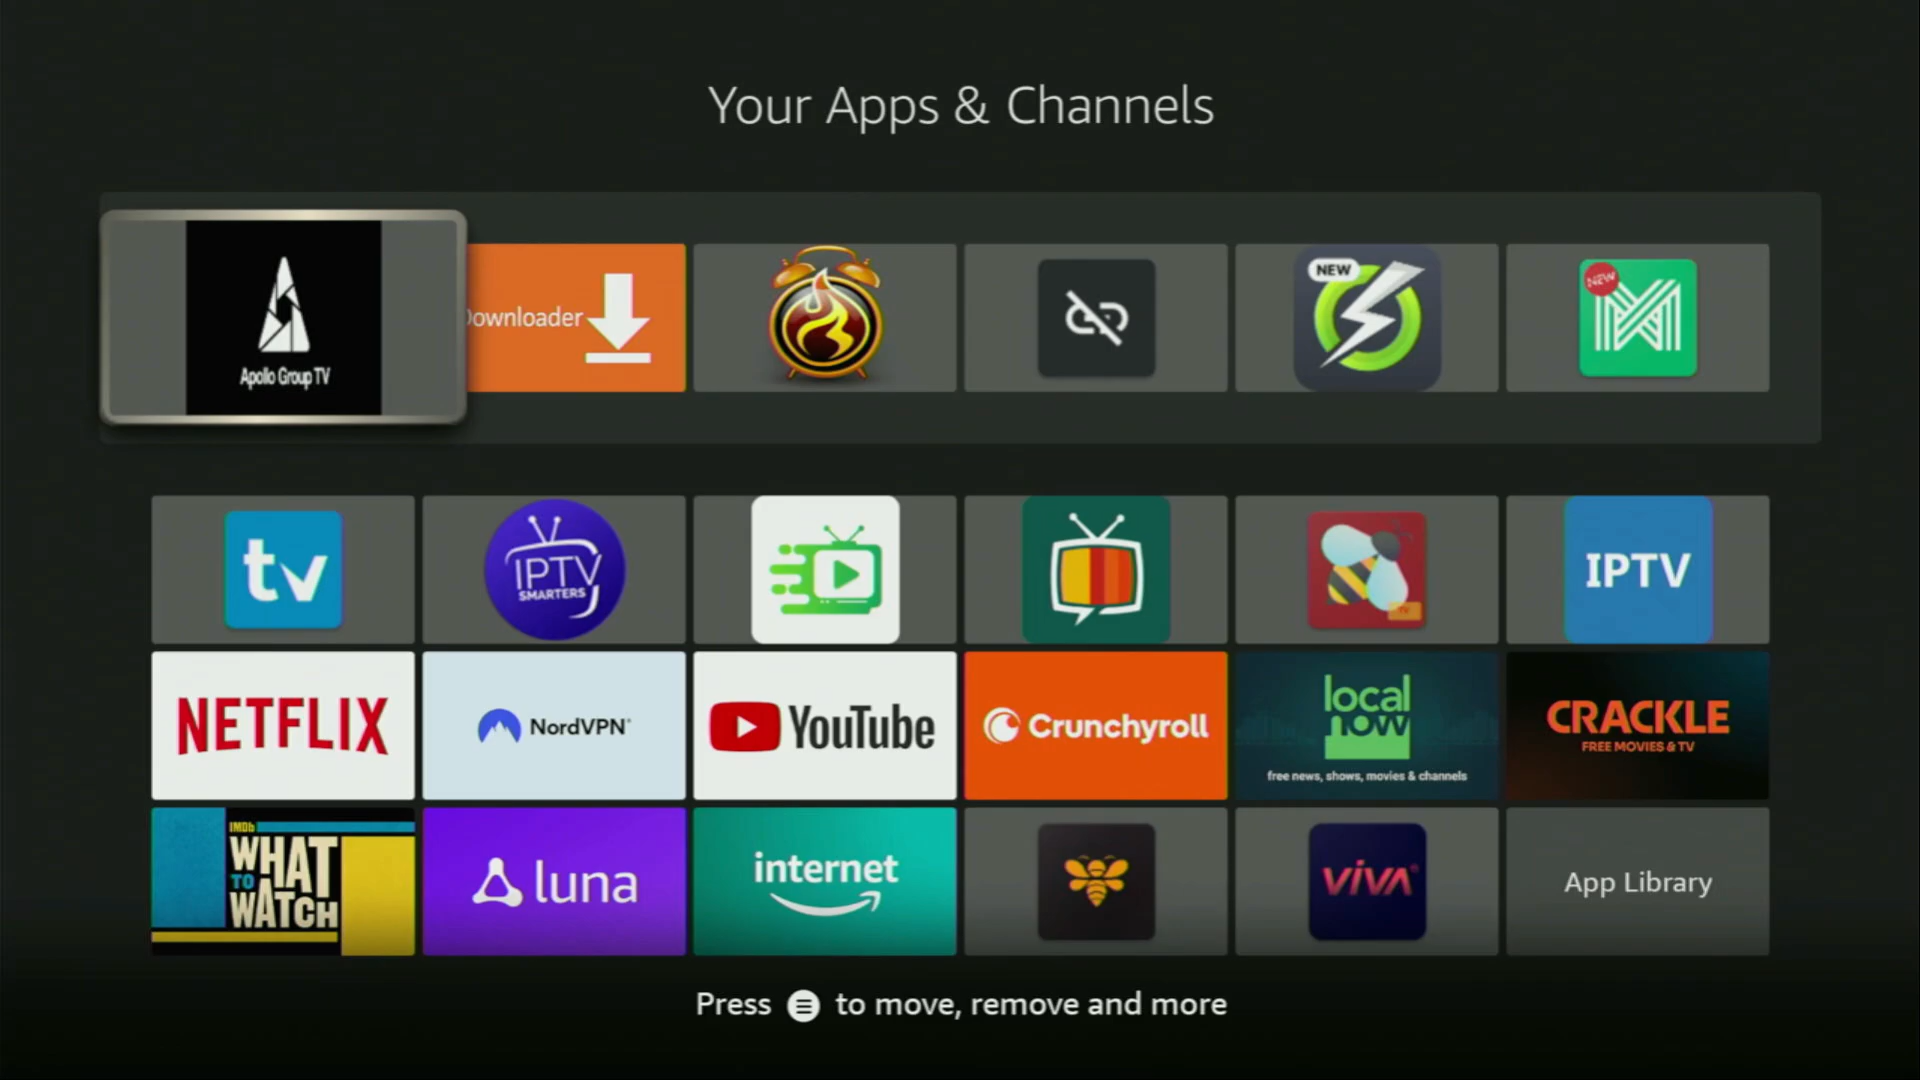 Your Apps & Channels
Apollo Group TV
Downloader
NEW
NEW
tv
IPTV
SMARTERS
TV
IPTV
NETFLIX
NordVPN®
YouTube
Crunchyroll
local
now
free news, shows, movies & channels
CRACKLE
FREE MOVIES & TV
IMDb
WHAT
TO
WATCH
luna
internet
VIVA
App Library
Press to move, remove and more